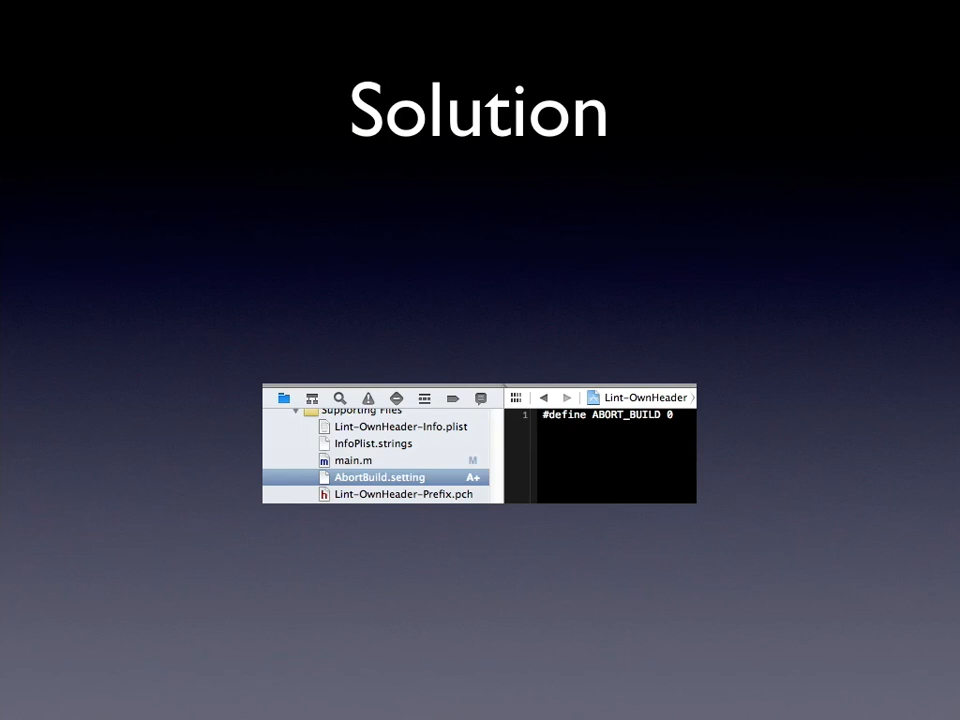 Solution
Supporting Files
Lint-OwnHeader-Info.plist
InfoPlist.strings
main.m M
AbortBuild.setting A+
Lint-OwnHeader-Prefix.pch
Lint-OwnHeader
1 #define ABORT_BUILD 0